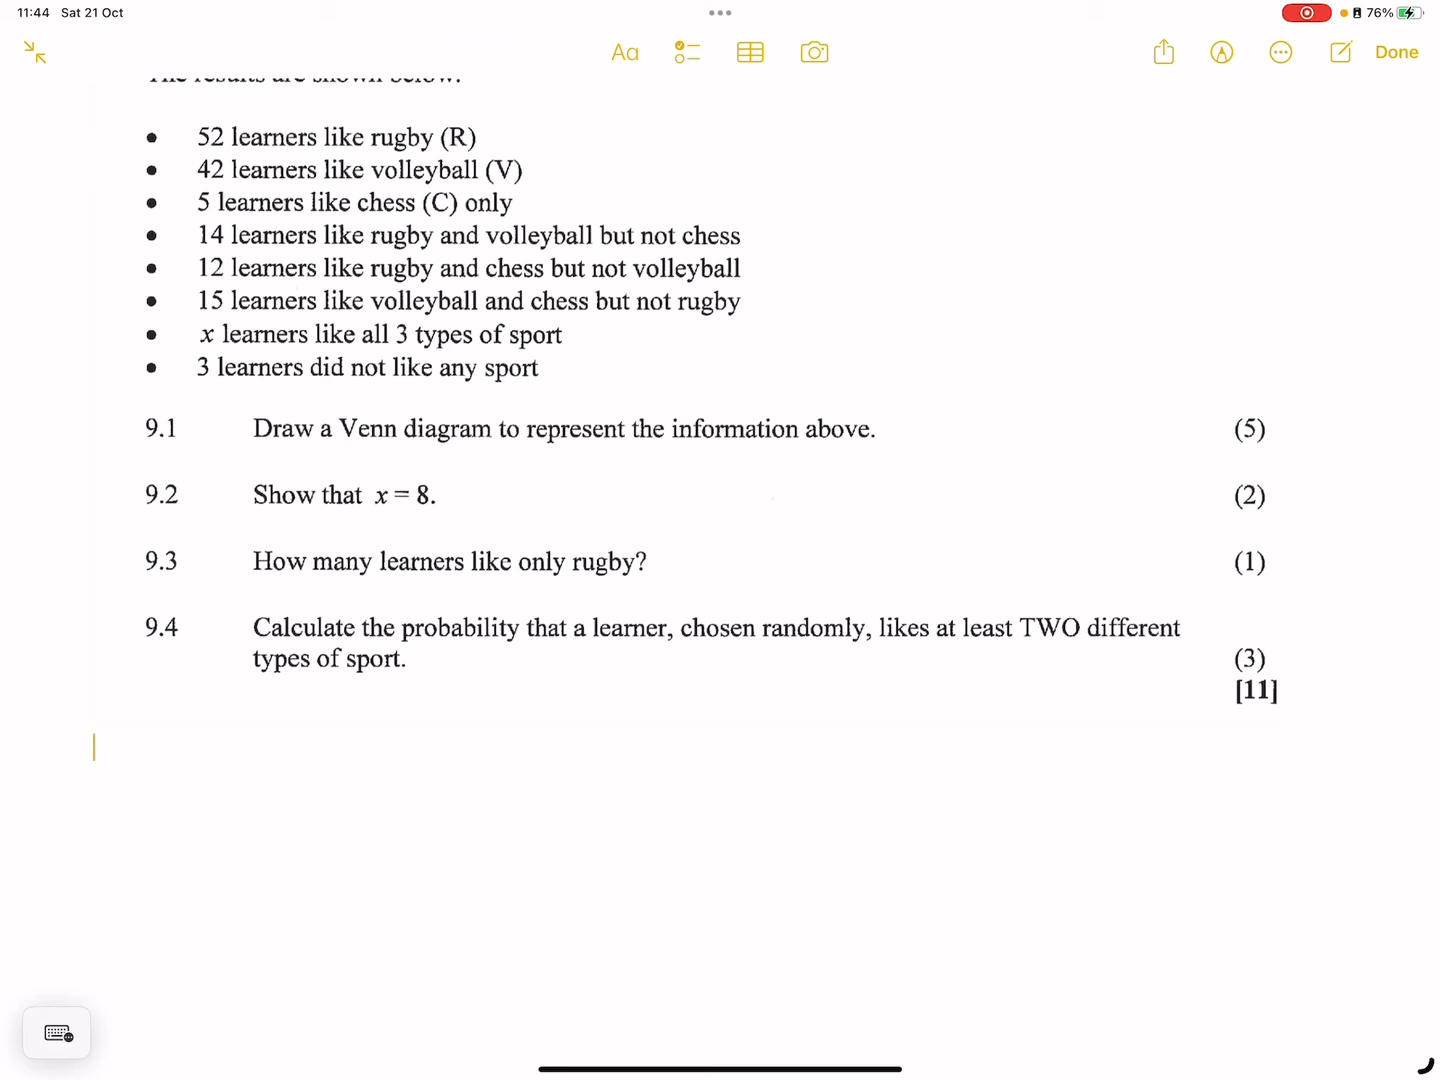 11:44 Sat 21 Oct
76%
Aa
Done
The results are shown below.
• 52 learners like rugby (R)
• 42 learners like volleyball (V)
• 5 learners like chess (C) only
• 14 learners like rugby and volleyball but not chess
• 12 learners like rugby and chess but not volleyball
• 15 learners like volleyball and chess but not rugby
• x learners like all 3 types of sport
• 3 learners did not like any sport
9.1 Draw a Venn diagram to represent the information above. (5)
9.2 Show that x = 8. (2)
9.3 How many learners like only rugby? (1)
9.4 Calculate the probability that a learner, chosen randomly, likes at least TWO different
types of sport. (3)
[11]